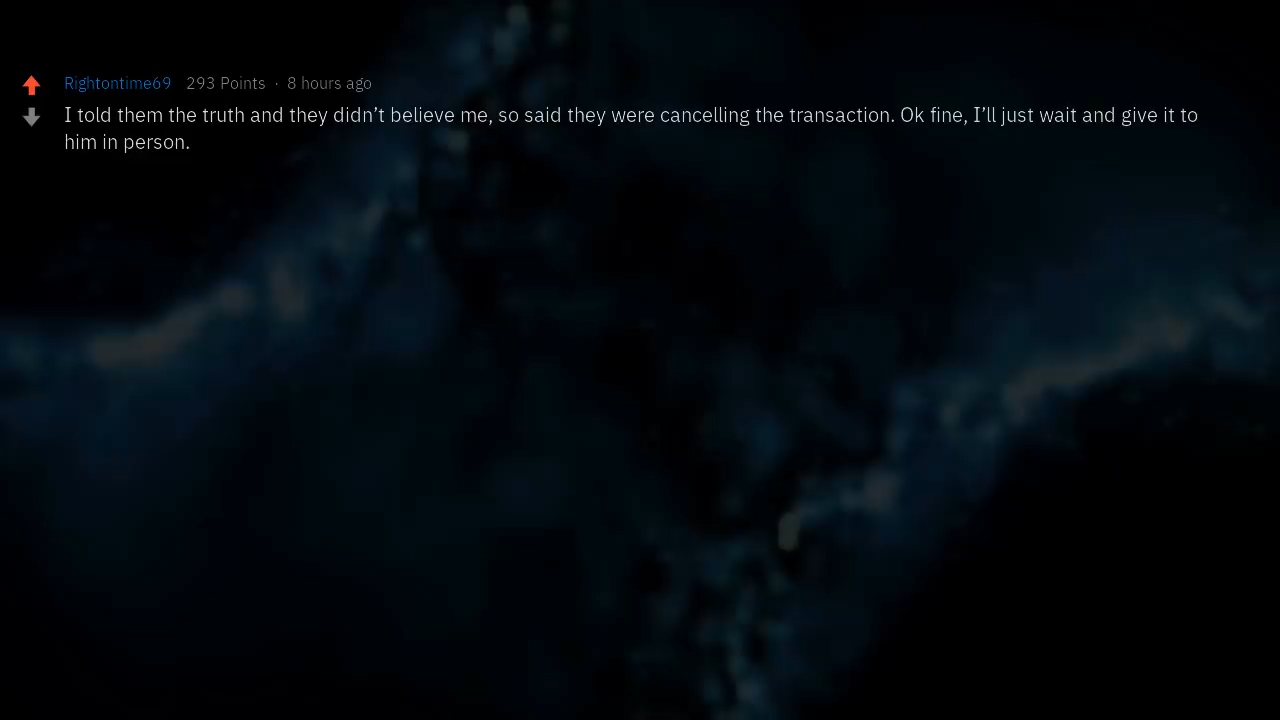 Rightontime69 293 Points · 8 hours ago
I told them the truth and they didn’t believe me, so said they were cancelling the transaction. Ok fine, I’ll just wait and give it to
him in person.